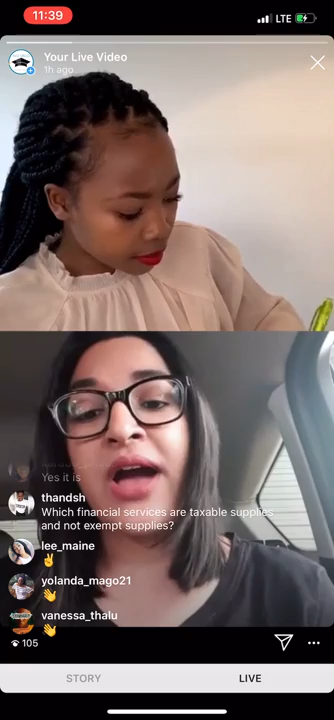 11:39
LTE
Your Live Video
1h ago
Yes it is
thandsh
Which financial services are taxable supplies
and not exempt supplies?
lee_maine
✌️
yolanda_mago21
👋
vanessa_thalu
👋
105
STORY
LIVE